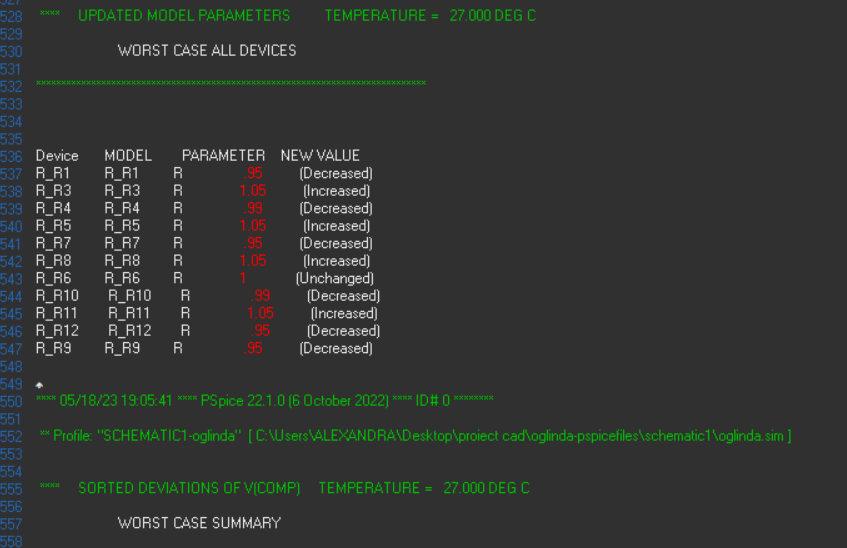 527
528 **** UPDATED MODEL PARAMETERS TEMPERATURE = 27.000 DEG C
529
530 WORST CASE ALL DEVICES
531
532 ******************************************************************************
533
534
535
536 Device MODEL PARAMETER NEW VALUE
537 R_R1 R_R1 R .95 (Decreased)
538 R_R3 R_R3 R 1.05 (Increased)
539 R_R4 R_R4 R .99 (Decreased)
540 R_R5 R_R5 R 1.05 (Increased)
541 R_R7 R_R7 R .95 (Decreased)
542 R_R8 R_R8 R 1.05 (Increased)
543 R_R6 R_R6 R 1 (Unchanged)
544 R_R10 R_R10 R .99 (Decreased)
545 R_R11 R_R11 R 1.05 (Increased)
546 R_R12 R_R12 R .95 (Decreased)
547 R_R9 R_R9 R .95 (Decreased)
548
549
550 **** 05/18/23 19:05:41 **** PSpice 22.1.0 (6 October 2022) **** ID# 0 ********
551
552 ** Profile: "SCHEMATIC1-oglinda" [ C:\Users\ALEXANDRA\Desktop\proiect cad\oglinda-pspicefiles\schematic1\oglinda.sim ]
553
554
555 **** SORTED DEVIATIONS OF V(COMP) TEMPERATURE = 27.000 DEG C
556
557 WORST CASE SUMMARY
558